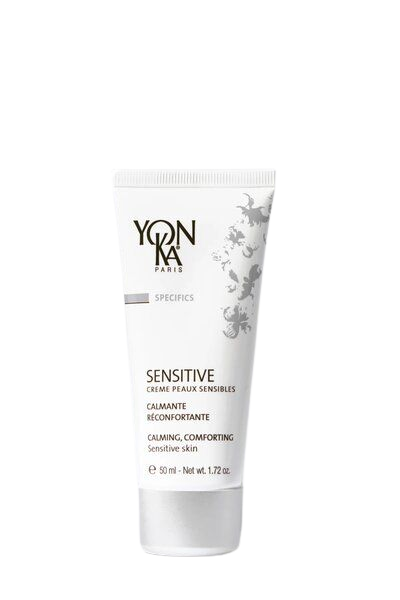 YON
KA®
PARIS
SPECIFICS
SENSITIVE
CREME PEAUX SENSIBLES
CALMANTE
RÉCONFORTANTE
CALMING, COMFORTING
Sensitive skin
℮ 50 ml - Net wt. 1.72 oz.